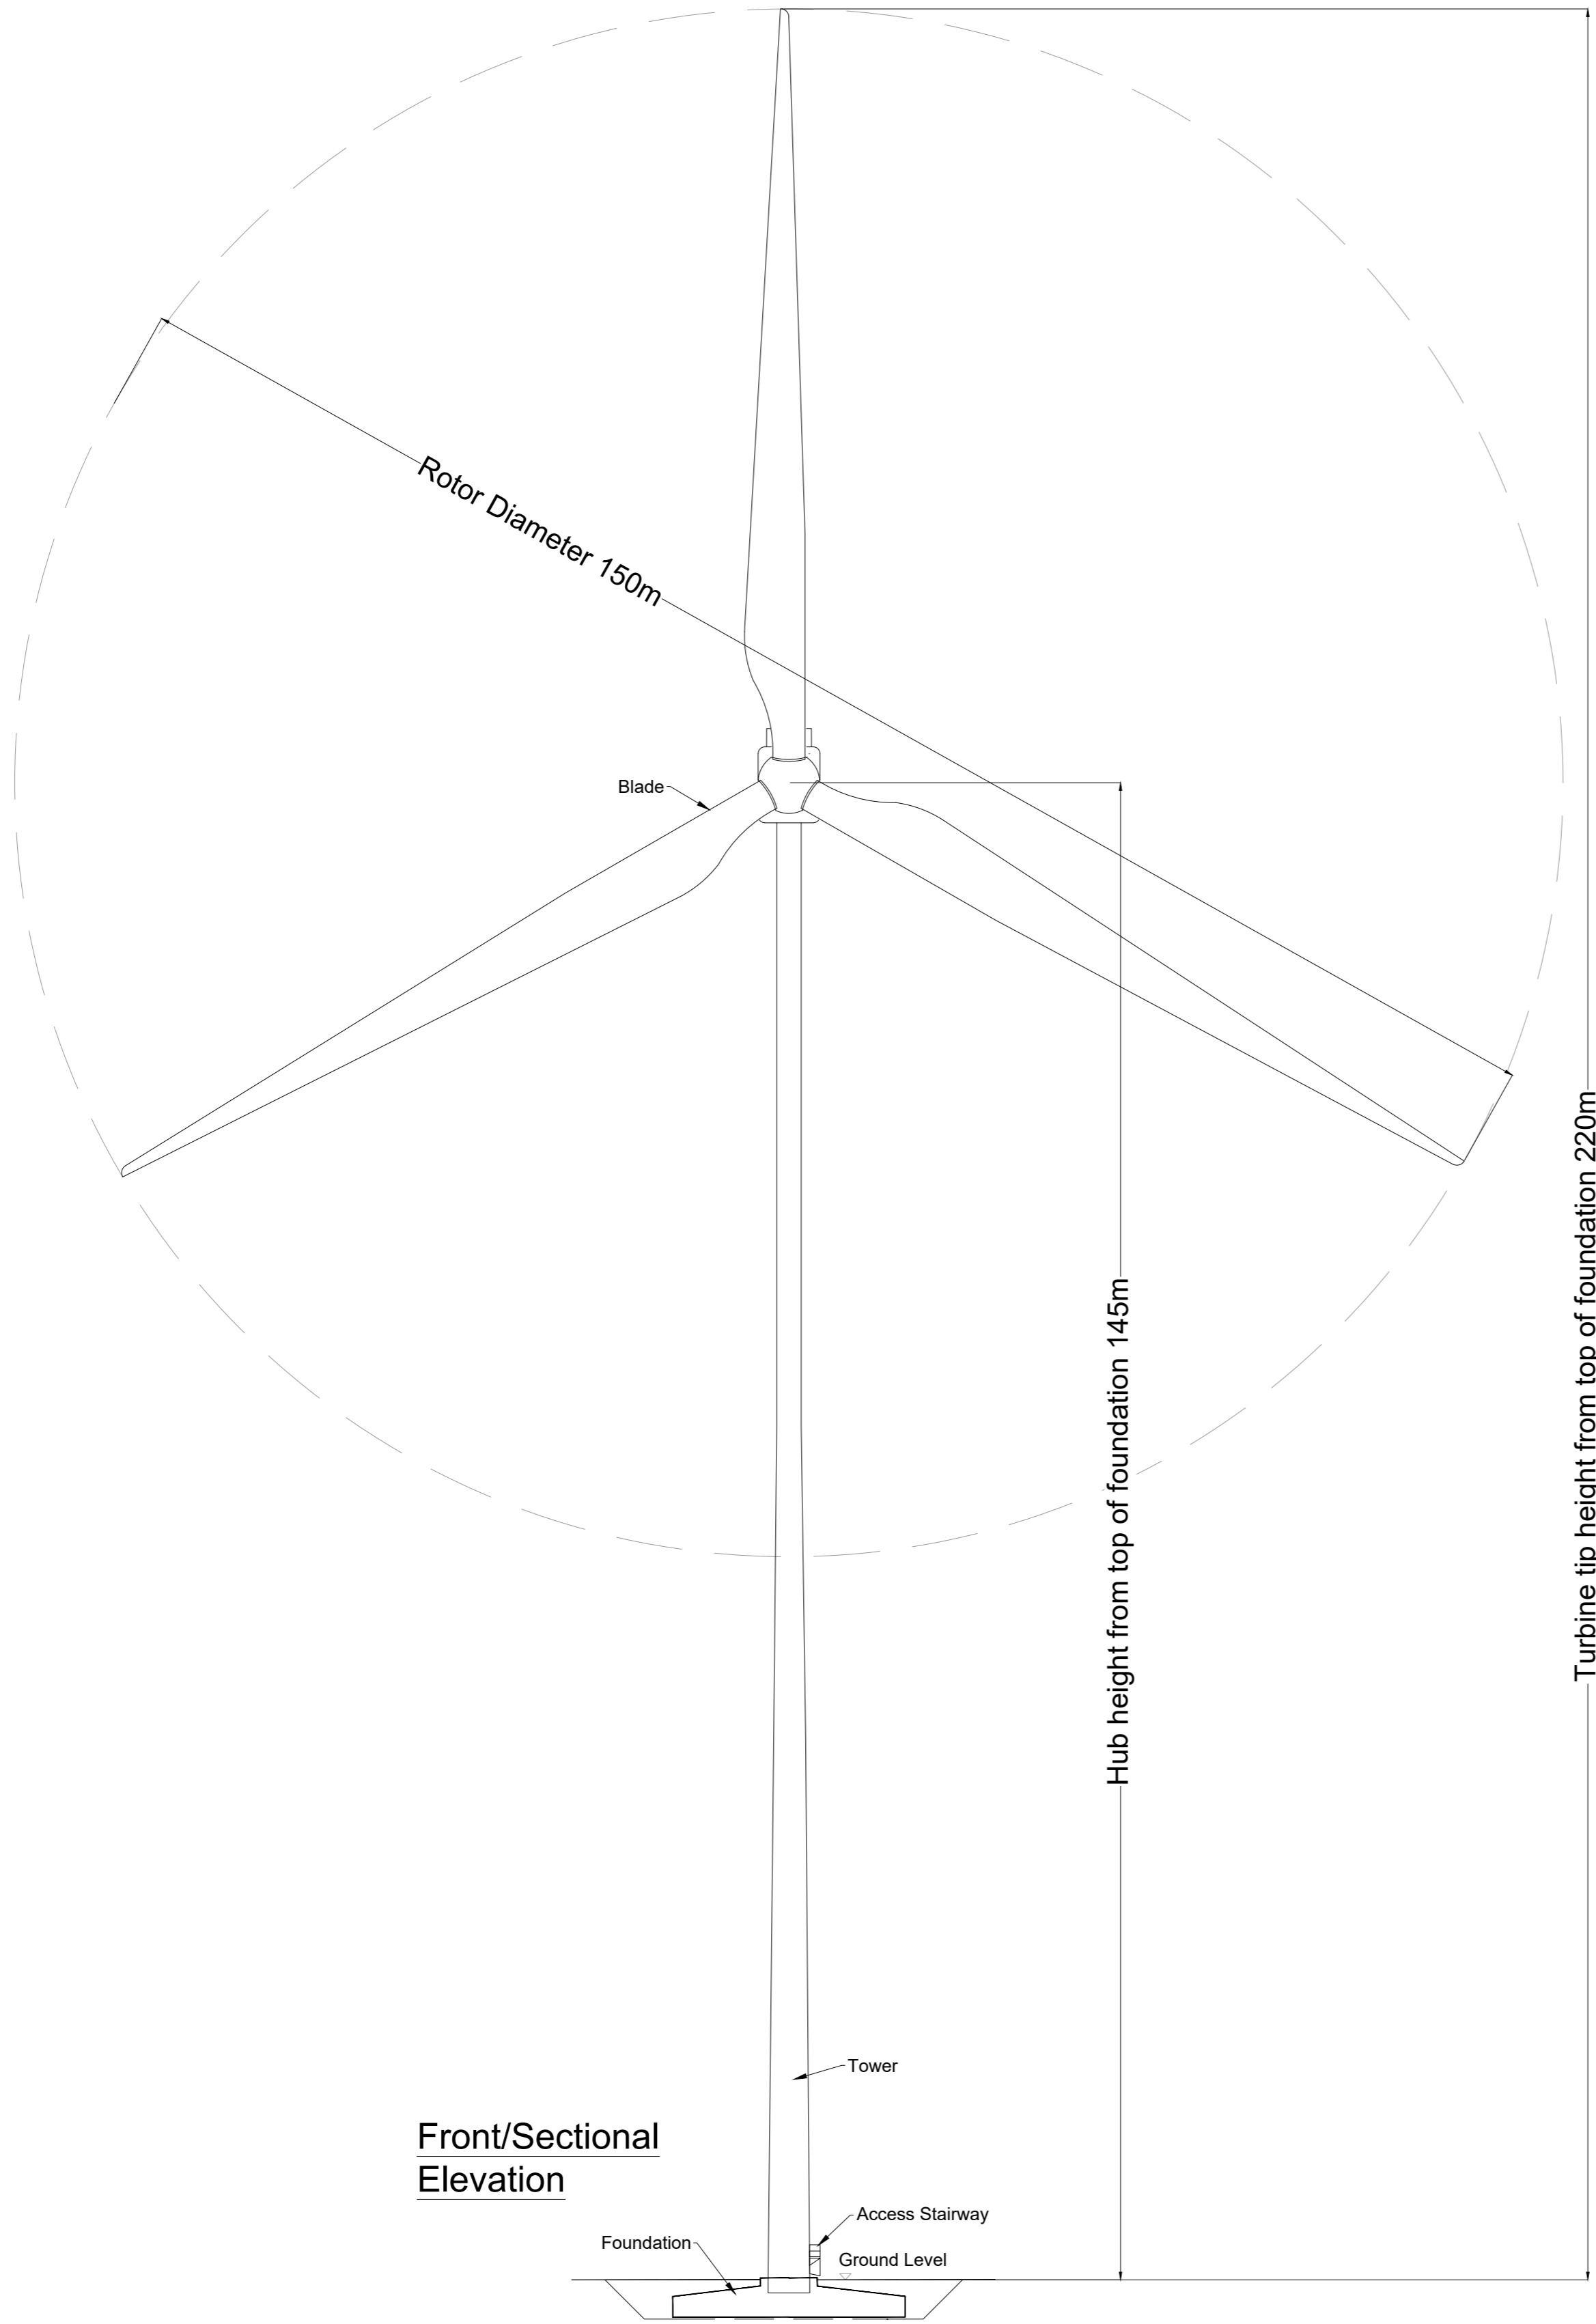 Rotor Diameter 150m
Blade
Turbine tip height from top of foundation 220m
Hub height from top of foundation 145m
Tower
Front/Sectional
Elevation
Access Stairway
Foundation
Ground Level